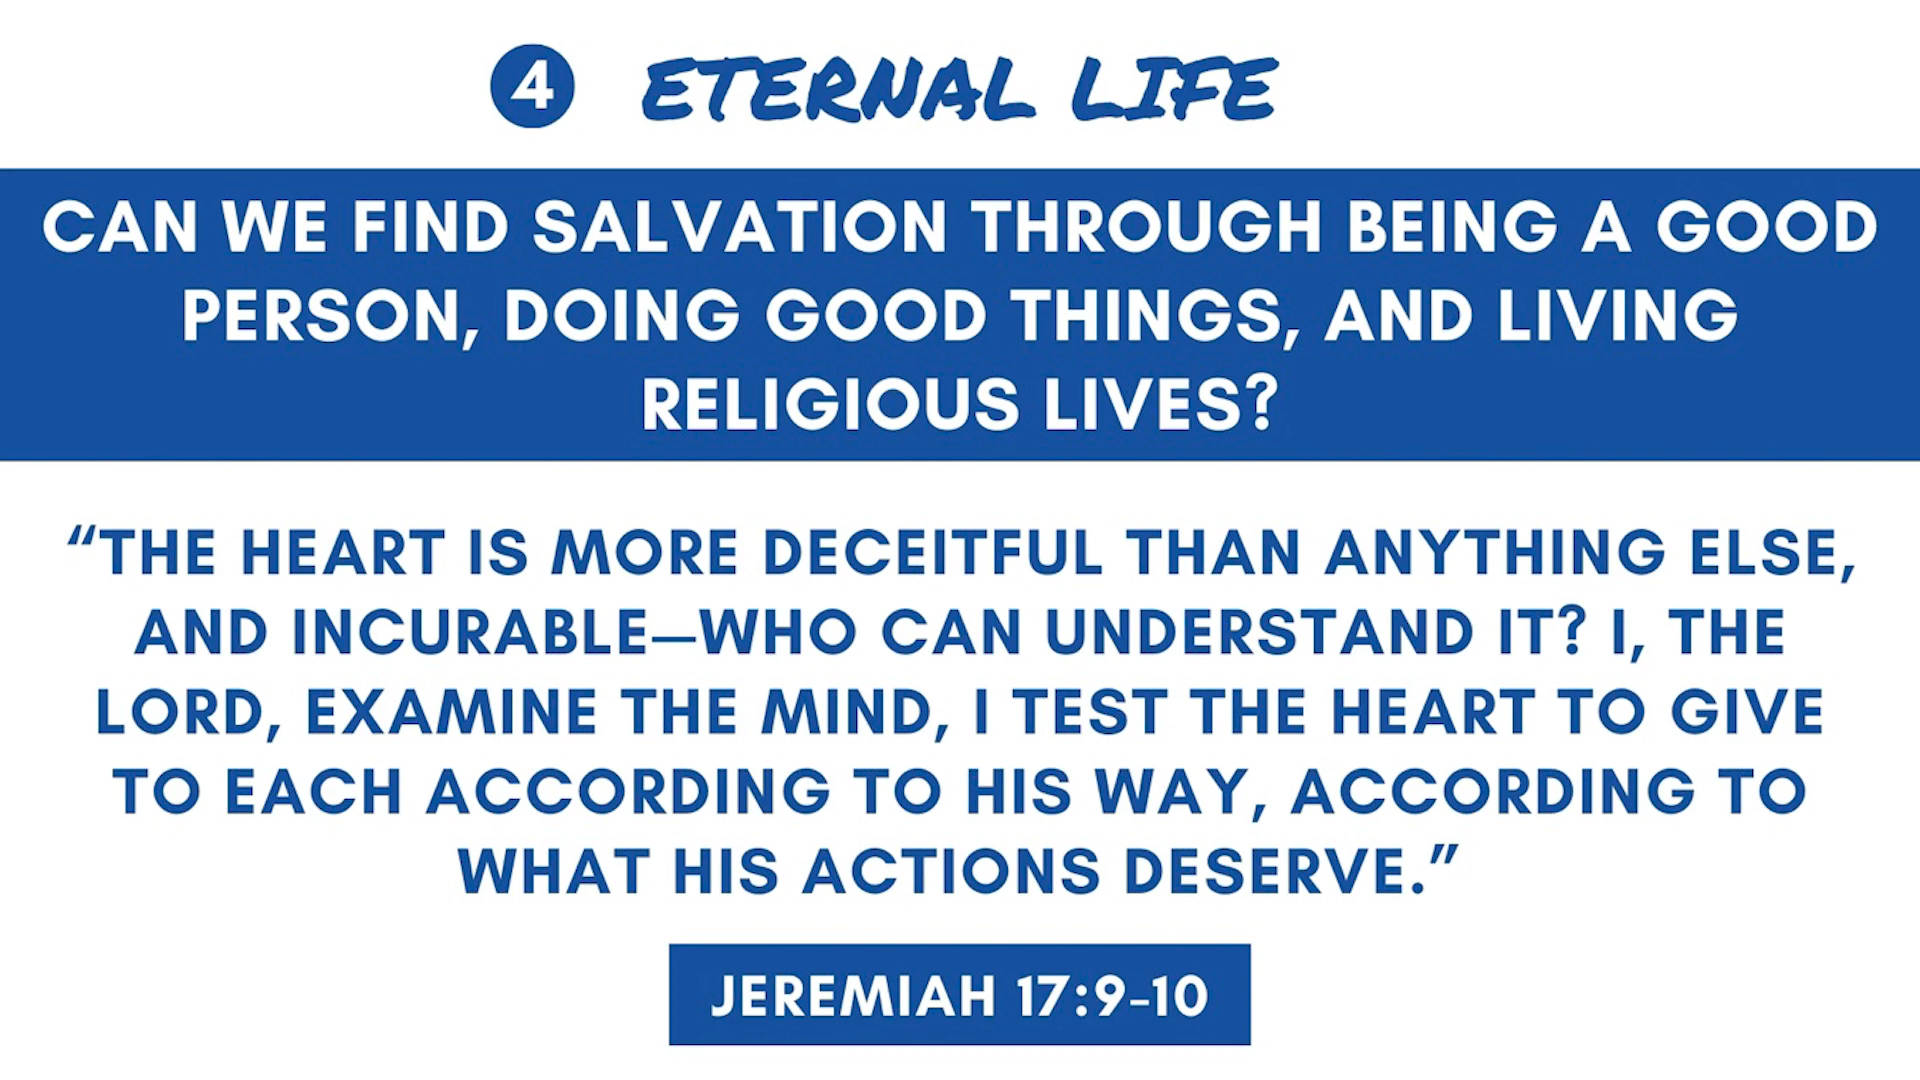 4 ETERNAL LIFE
CAN WE FIND SALVATION THROUGH BEING A GOOD
PERSON, DOING GOOD THINGS, AND LIVING
RELIGIOUS LIVES?
“THE HEART IS MORE DECEITFUL THAN ANYTHING ELSE,
AND INCURABLE—WHO CAN UNDERSTAND IT? I, THE
LORD, EXAMINE THE MIND, I TEST THE HEART TO GIVE
TO EACH ACCORDING TO HIS WAY, ACCORDING TO
WHAT HIS ACTIONS DESERVE.”
JEREMIAH 17:9-10